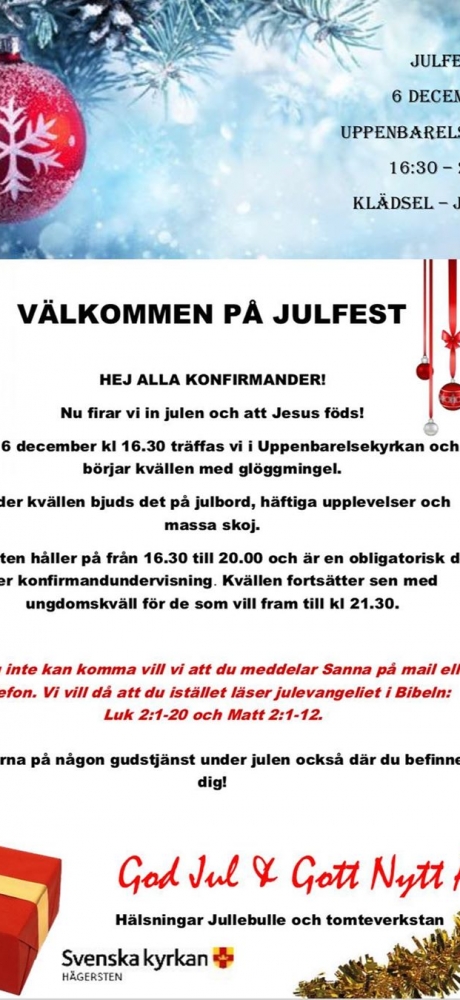 JULFE
6 DECEM
UPPENBARELS
16:30 –
KLÄDSEL – J
VÄLKOMMEN PÅ JULFEST
HEJ ALLA KONFIRMANDER!
Nu firar vi in julen och att Jesus föds!
6 december kl 16.30 träffas vi i Uppenbarelsekyrkan och
börjar kvällen med glöggmingel.
der kvällen bjuds det på julbord, häftiga upplevelser och
massa skoj.
ten håller på från 16.30 till 20.00 och är en obligatorisk d
er konfirmandundervisning. Kvällen fortsätter sen med
ungdomskväll för de som vill fram till kl 21.30.
inte kan komma vill vi att du meddelar Sanna på mail ell
efon. Vi vill då att du istället läser julevangeliet i Bibeln:
Luk 2:1-20 och Matt 2:1-12.
rna på någon gudstjänst under julen också där du befinne
dig!
God Jul & Gott Nytt
Hälsningar Jullebulle och tomteverkstan
Svenska kyrkan
HÄGERSTEN